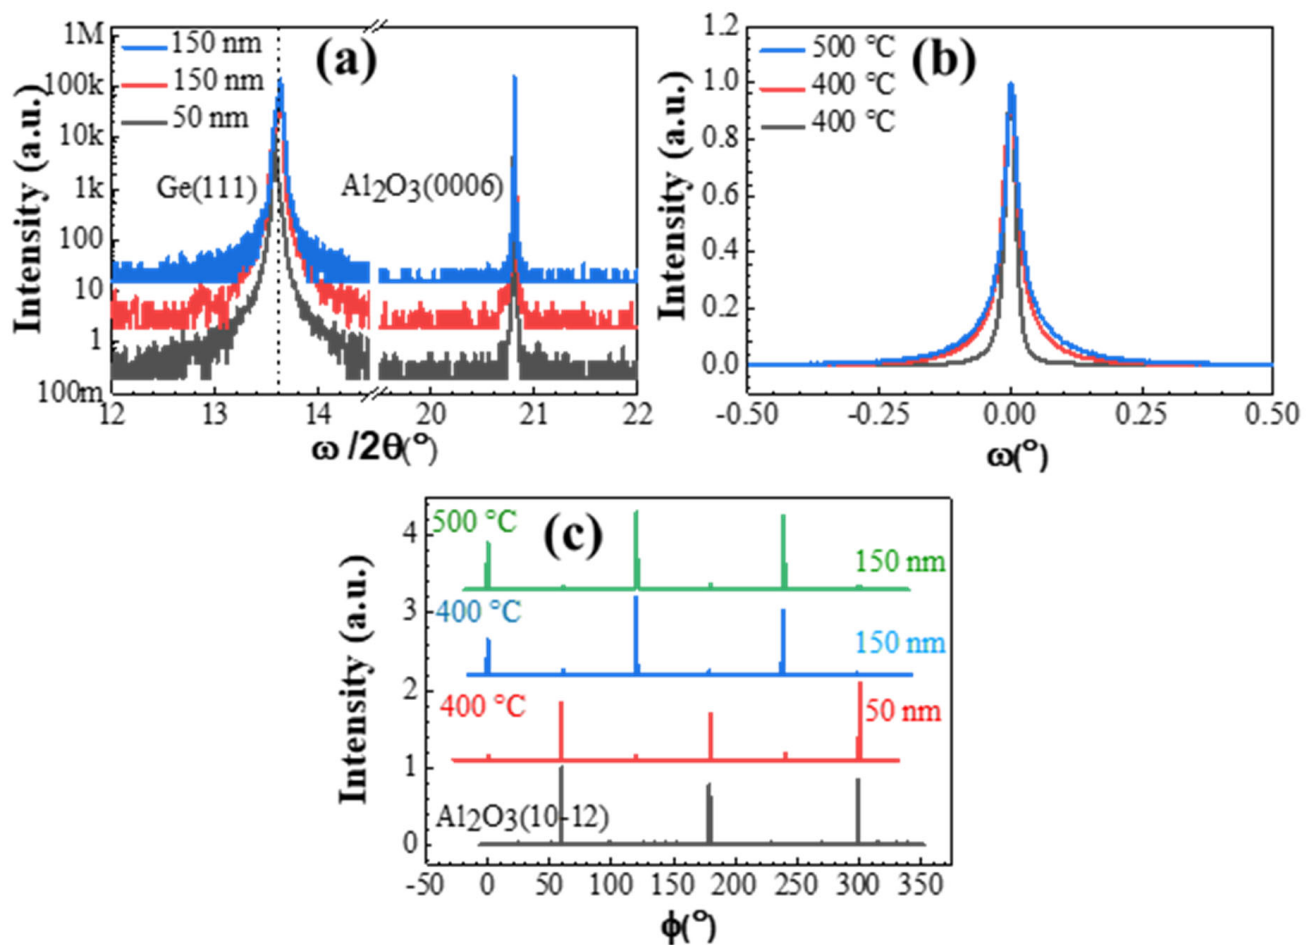 (a)
1M
100k
10k
1k
100
10
1
100m
Intensity (a.u.)
150 nm
150 nm
50 nm
Ge(111)
Al₂O₃(0006)
12 13 14 20 21 22
ω /2θ(°)
(b)
1.2
1.0
0.8
0.6
0.4
0.2
0.0
Intensity (a.u.)
500 °C
400 °C
400 °C
-0.50 -0.25 0.00 0.25 0.50
ω(°)
(c)
4
3
2
1
0
Intensity (a.u.)
500 °C
150 nm
400 °C
150 nm
400 °C
50 nm
Al₂O₃(10-12)
-50 0 50 100 150 200 250 300 350
ϕ(°)